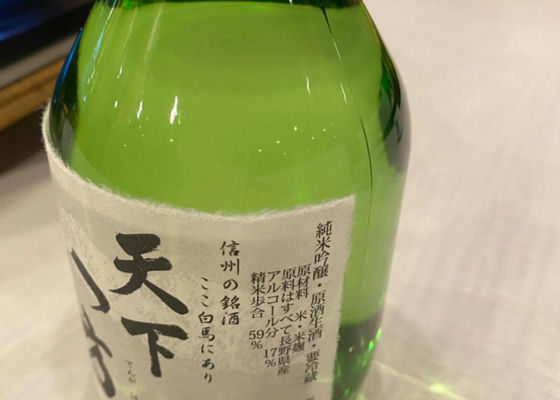 純米吟醸・原酒生酒・要冷蔵
原材料 米・米麹
原料はすべて長野県産
アルコール分 17%
精米歩合 59%
信州の銘酒
ここ白馬にあり
天下